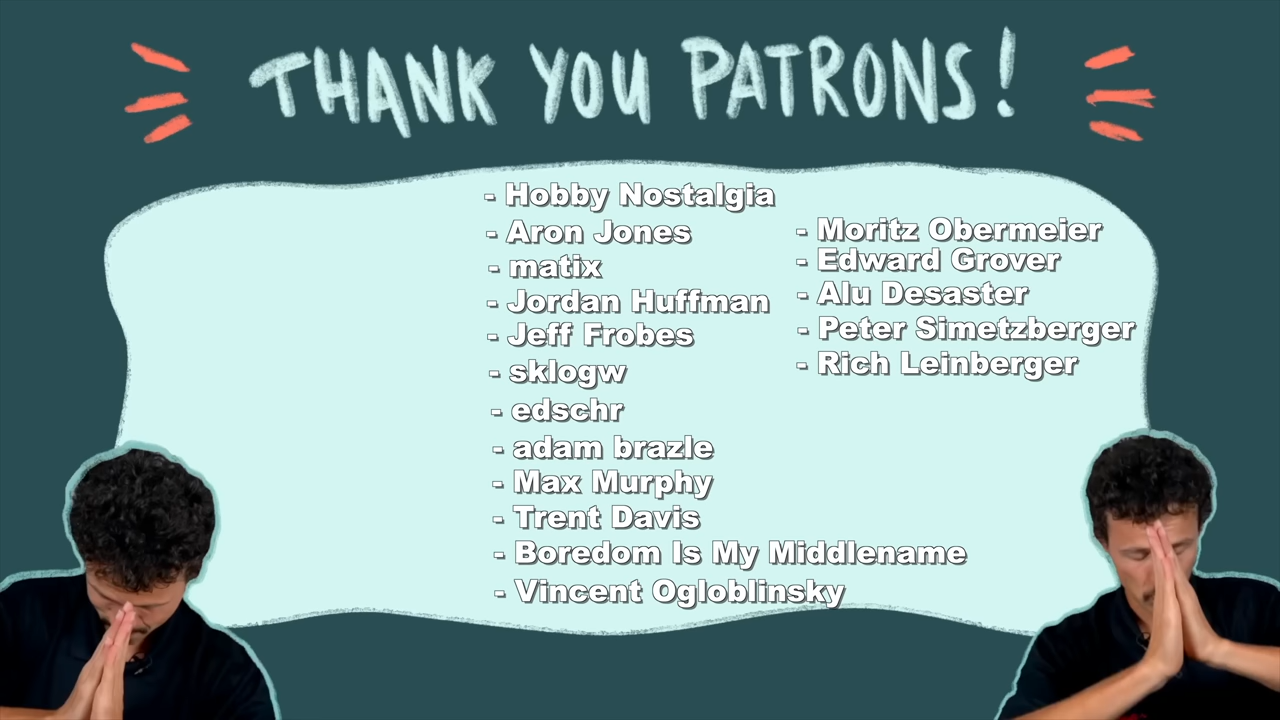 THANK YOU PATRONS!
- Hobby Nostalgia
- Aron Jones
- matix
- Jordan Huffman
- Jeff Frobes
- sklogw
- edschr
- adam brazle
- Max Murphy
- Trent Davis
- Boredom Is My Middlename
- Vincent Ogloblinsky
- Moritz Obermeier
- Edward Grover
- Alu Desaster
- Peter Simetzberger
- Rich Leinberger